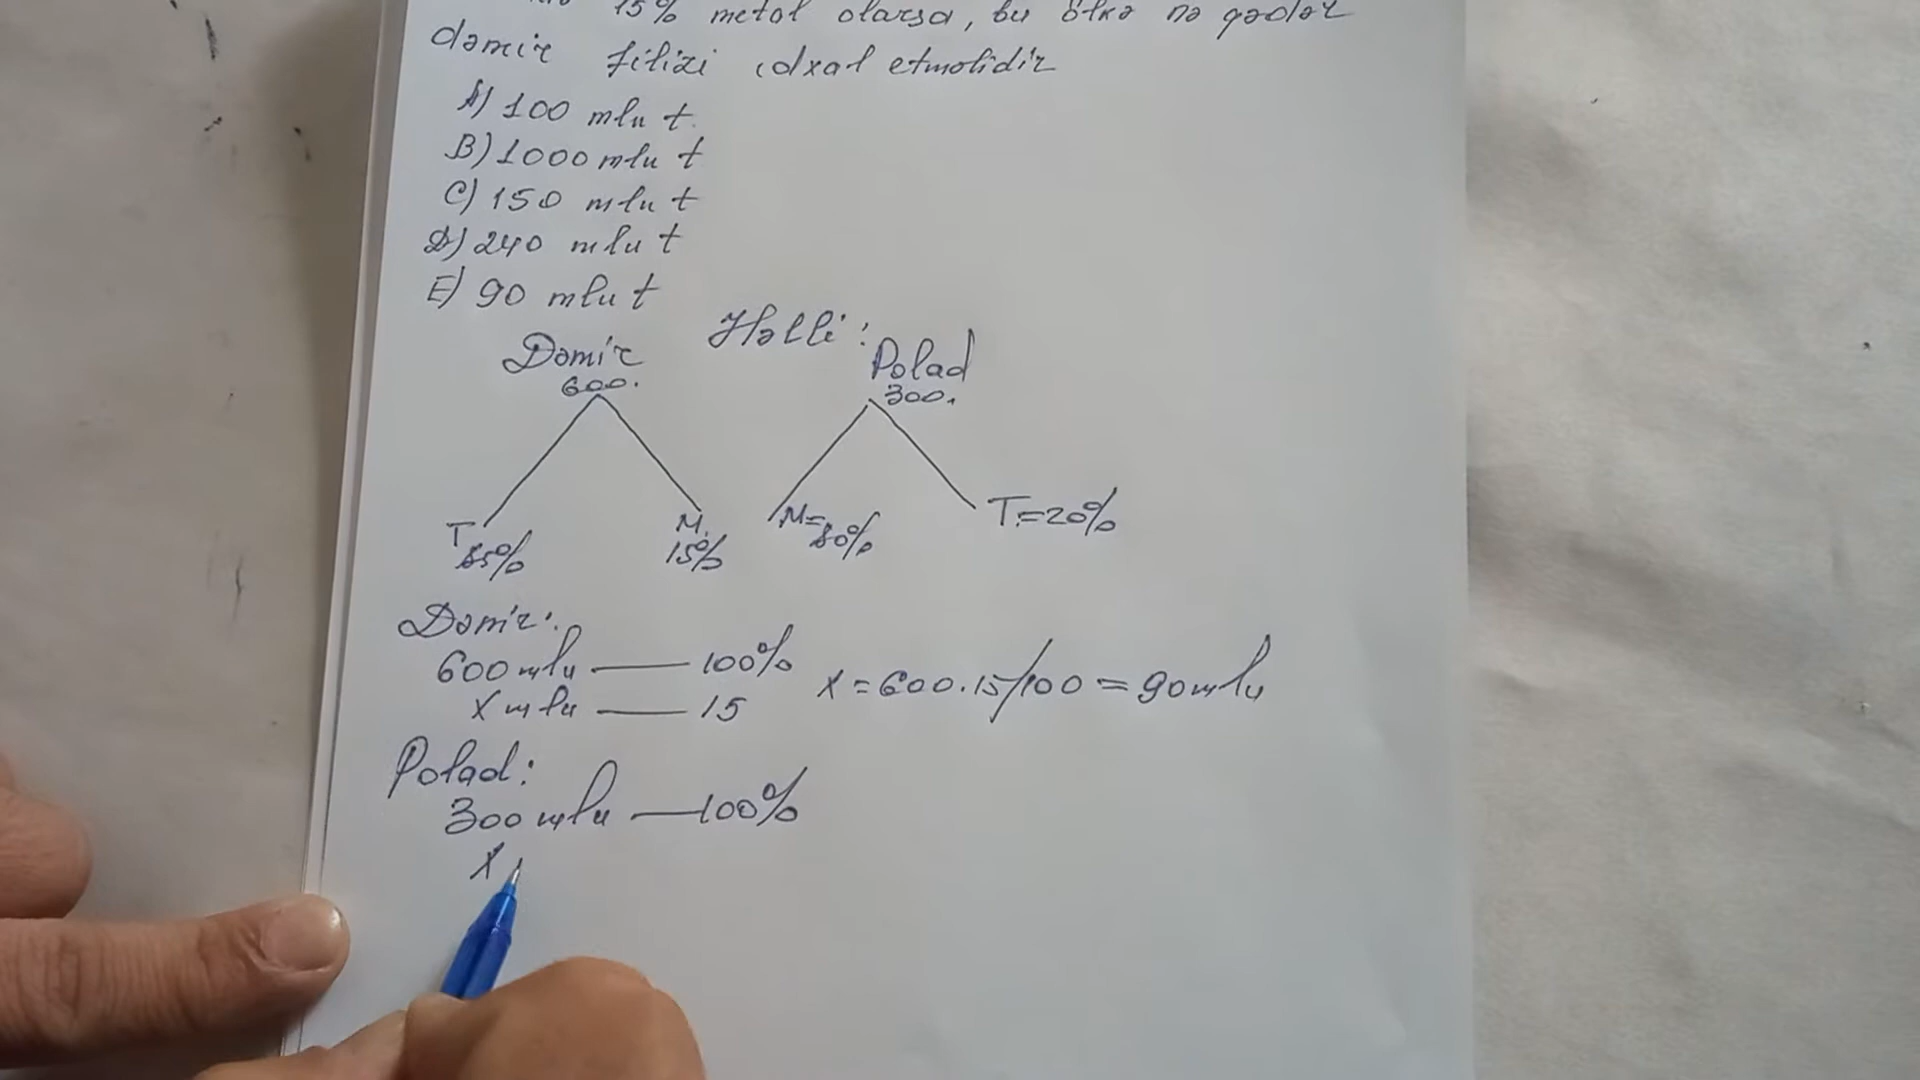 15% metal olarsa, bu ölkə nə qədər
dəmir filizi idxal etməlidir
A) 100 mln t.
B) 1000 mln t
C) 150 mln t
D) 240 mln t
E) 90 mln t
Həlli:
Dəmir
600.
Polad
300.
T
85%
M.
15%
M=
80%
T=20%
Dəmir:
600 mln — 100%
X mln — 15
X = 600.15/100 = 90 mln
Polad:
300 mln — 100%
X